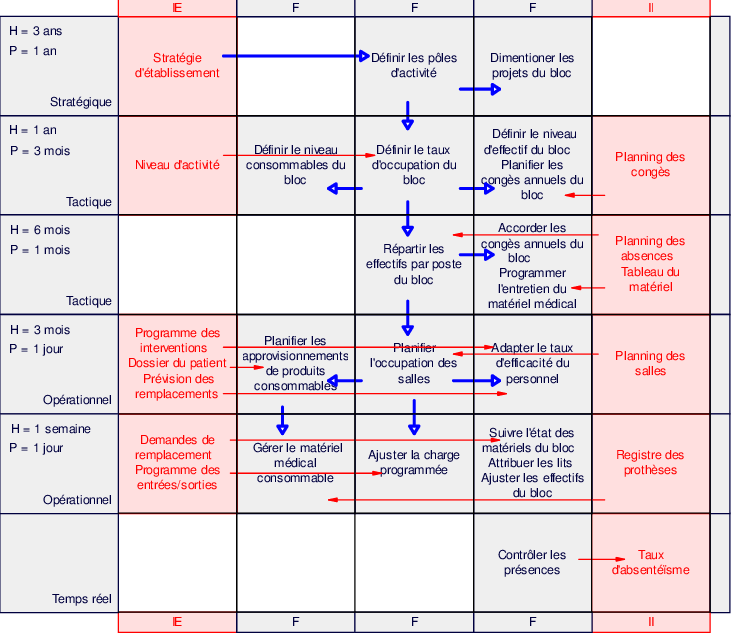 IE F F F II
H = 3 ans
P = 1 an
Stratégique
Stratégie
d'établissement
Définir les pôles
d'activité
Dimentioner les
projets du bloc
H = 1 an
P = 3 mois
Tactique
Niveau d'activité
Définir le niveau
consommables du
bloc
Définir le taux
d'occupation du
bloc
Définir le niveau
d'effectif du bloc
Planifier les
congès annuels du
bloc
Planning des
congès
H = 6 mois
P = 1 mois
Tactique
Répartir les
effectifs par poste
du bloc
Accorder les
congès annuels du
bloc
Programmer
l'entretien du
matériel médical
Planning des
absences
Tableau du
matériel
H = 3 mois
P = 1 jour
Opérationnel
Programme des
interventions
Dossier du patient
Prévision des
remplacements
Planifier les
approvisionnements
de produits
consommables
Planifier
l'occupation des
salles
Adapter le taux
d'efficacité du
personnel
Planning des
salles
H = 1 semaine
P = 1 jour
Opérationnel
Demandes de
remplacement
Programme des
entrées/sorties
Gérer le matériel
médical
consommable
Ajuster la charge
programmée
Suivre l'état des
matériels du bloc
Attribuer les lits
Ajuster les effectifs
du bloc
Registre des
prothèses
Temps réel
Contrôler les
présences
Taux
d'absentéïsme
IE F F F II